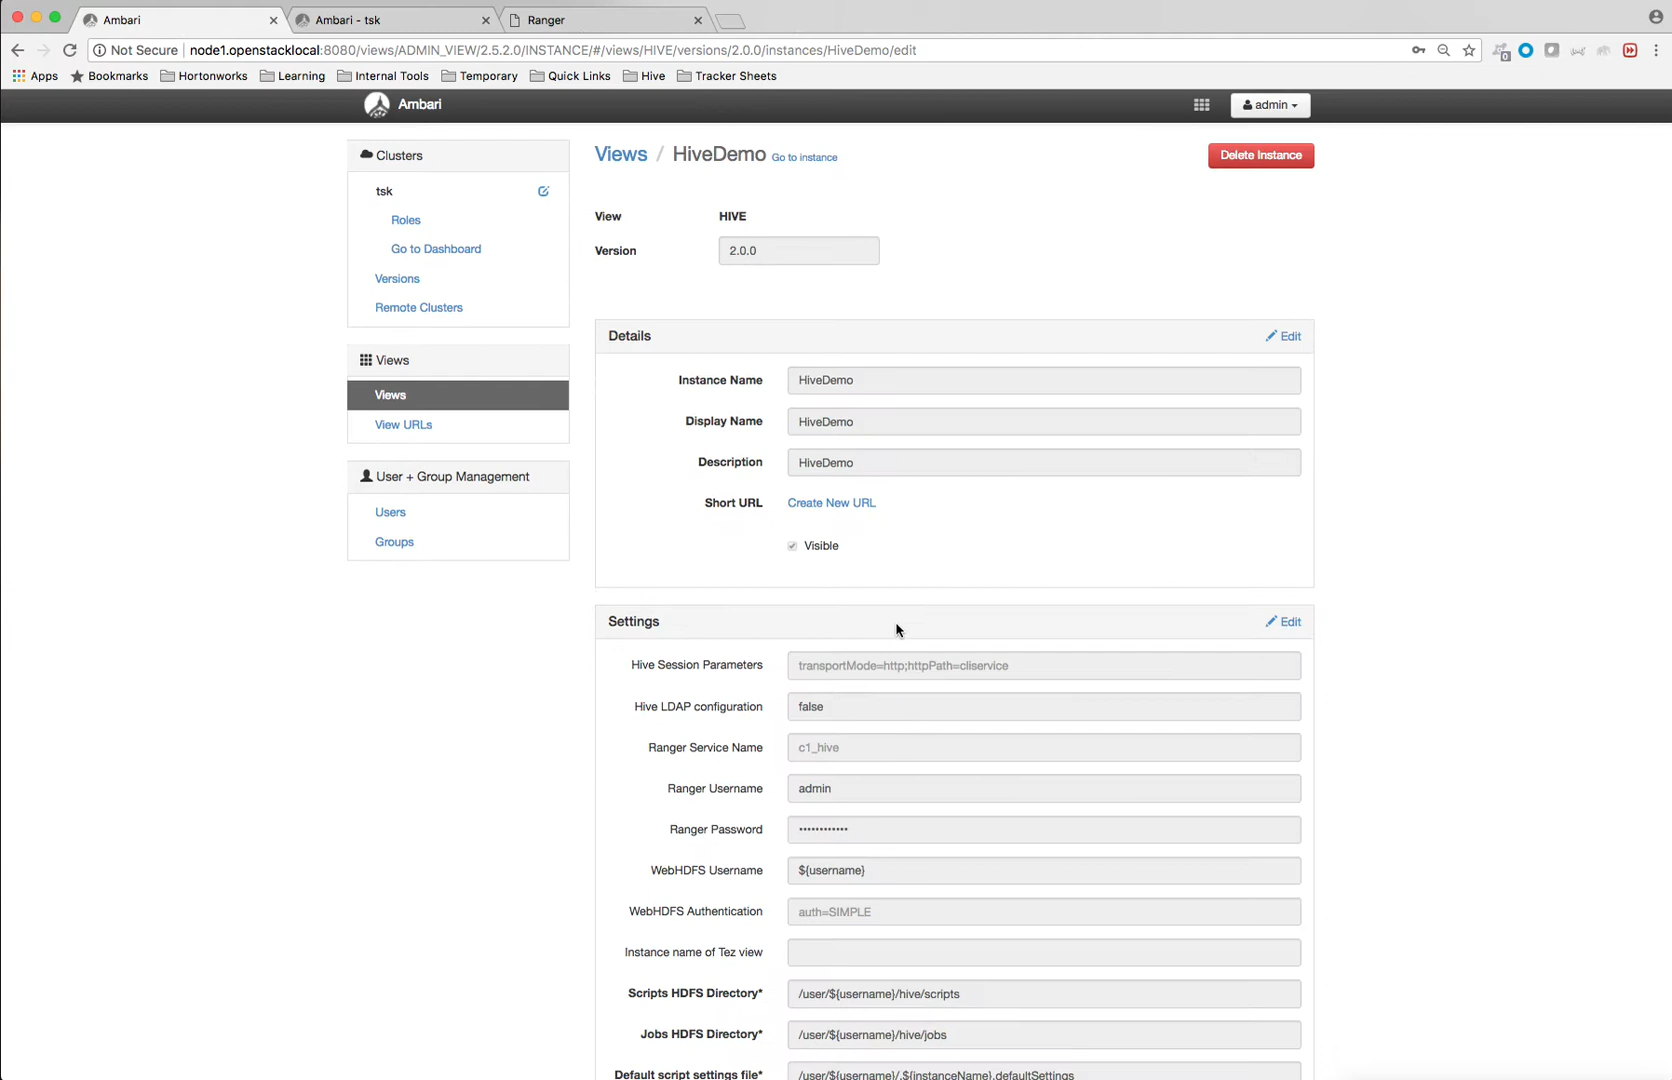 Ambari
Ambari - tsk
Ranger
Not Secure
node1.openstacklocal:8080/views/ADMIN_VIEW/2.5.2.0/INSTANCE/#/views/HIVE/versions/2.0.0/instances/HiveDemo/edit
Apps
Bookmarks
Hortonworks
Learning
Internal Tools
Temporary
Quick Links
Hive
Tracker Sheets
Ambari
admin
Clusters
tsk
Roles
Go to Dashboard
Versions
Remote Clusters
Views
Views
View URLs
User + Group Management
Users
Groups
Views / HiveDemo Go to instance
Delete Instance
View HIVE
Version 2.0.0
Details Edit
Instance Name HiveDemo
Display Name HiveDemo
Description HiveDemo
Short URL Create New URL
Visible
Settings Edit
Hive Session Parameters transportMode=http;httpPath=cliservice
Hive LDAP configuration false
Ranger Service Name c1_hive
Ranger Username admin
Ranger Password ••••••••••••
WebHDFS Username ${username}
WebHDFS Authentication auth=SIMPLE
Instance name of Tez view
Scripts HDFS Directory* /user/${username}/hive/scripts
Jobs HDFS Directory* /user/${username}/hive/jobs
Default script settings file* /user/${username}/.${instanceName}.defaultSettings